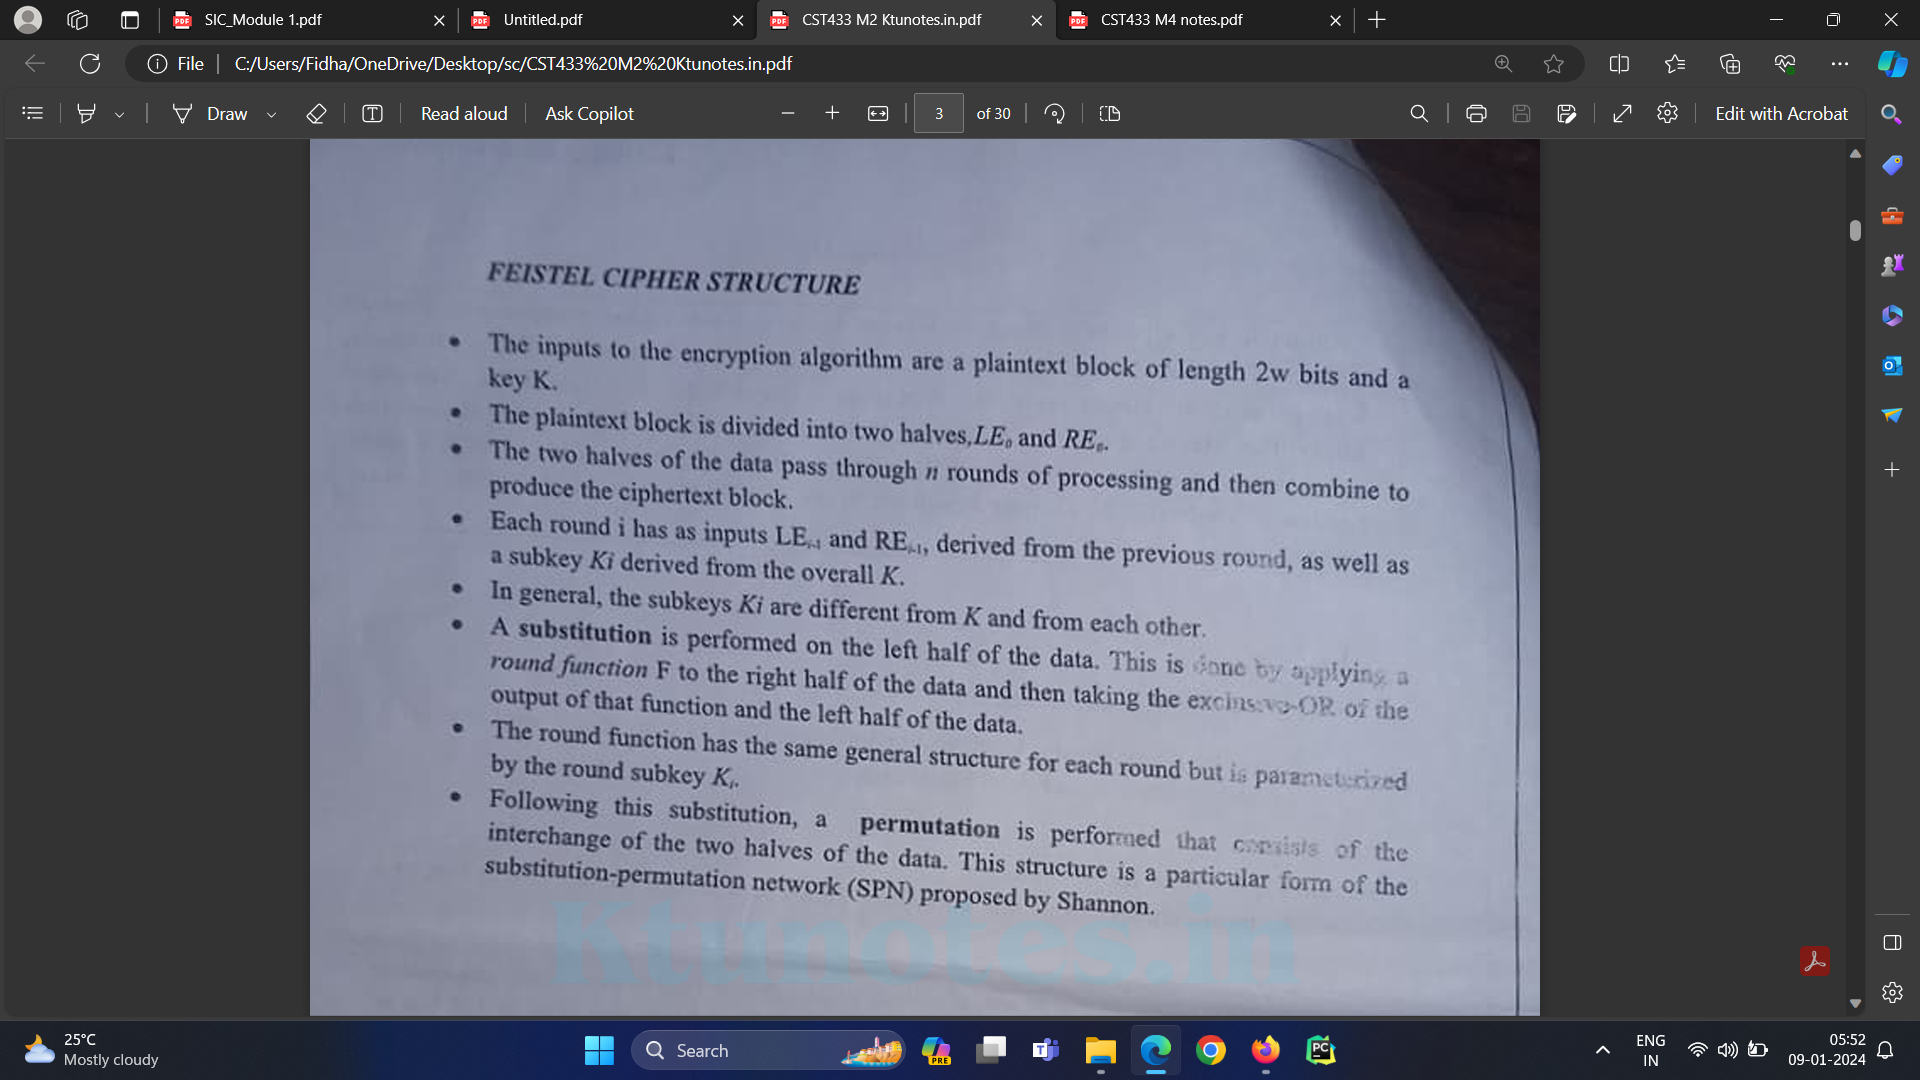 SIC_Module 1.pdf
Untitled.pdf
CST433 M2 Ktunotes.in.pdf
CST433 M4 notes.pdf
File
C:/Users/Fidha/OneDrive/Desktop/sc/CST433%20M2%20Ktunotes.in.pdf
Draw
Read aloud
Ask Copilot
3 of 30
Edit with Acrobat
FEISTEL CIPHER STRUCTURE
• The inputs to the encryption algorithm are a plaintext block of length 2w bits and a
key K.
• The plaintext block is divided into two halves,LE₀ and RE₀.
• The two halves of the data pass through n rounds of processing and then combine to
produce the ciphertext block.
• Each round i has as inputs LEᵢ₋₁ and REᵢ₋₁, derived from the previous round, as well as
a subkey Ki derived from the overall K.
• In general, the subkeys Ki are different from K and from each other.
• A substitution is performed on the left half of the data. This is done by applying a
round function F to the right half of the data and then taking the exclusive-OR of the
output of that function and the left half of the data.
• The round function has the same general structure for each round but is parameterized
by the round subkey Kᵢ.
• Following this substitution, a permutation is performed that consists of the
interchange of the two halves of the data. This structure is a particular form of the
substitution-permutation network (SPN) proposed by Shannon.
Ktunotes.in
25°C
Mostly cloudy
Search
PRE
PC
ENG
IN
05:52
09-01-2024